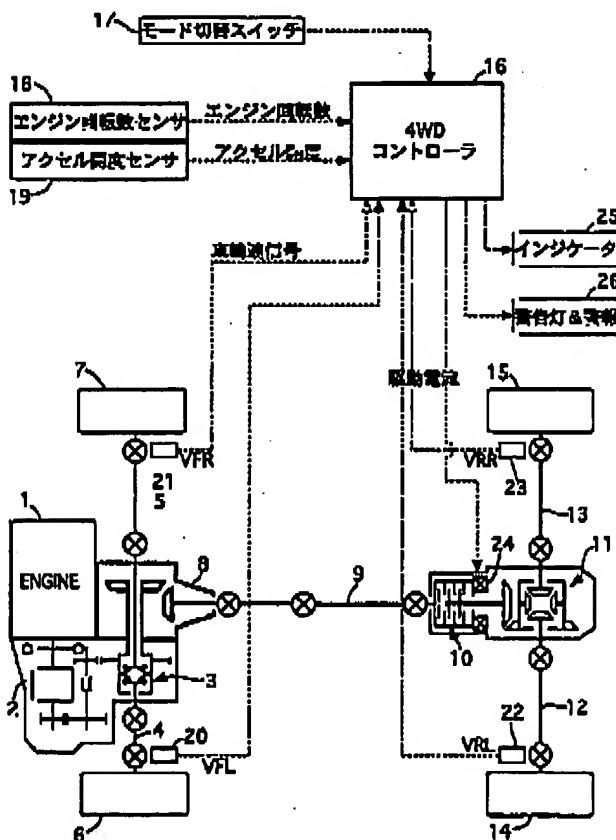 17
モード切替スイッチ
16
18
エンジン回転数センサ
エンジン回転数
4WD
コントローラ
アクセル開度センサ
アクセル開度
19
25
インジケータ
車輪速信号
26
警告灯&警報
7
駆動電流
15
VFR
VRR
21
5
23
1
13
8
24
11
ENGINE
9
10
2
3
4
20
22
12
VFL
VRL
6
14